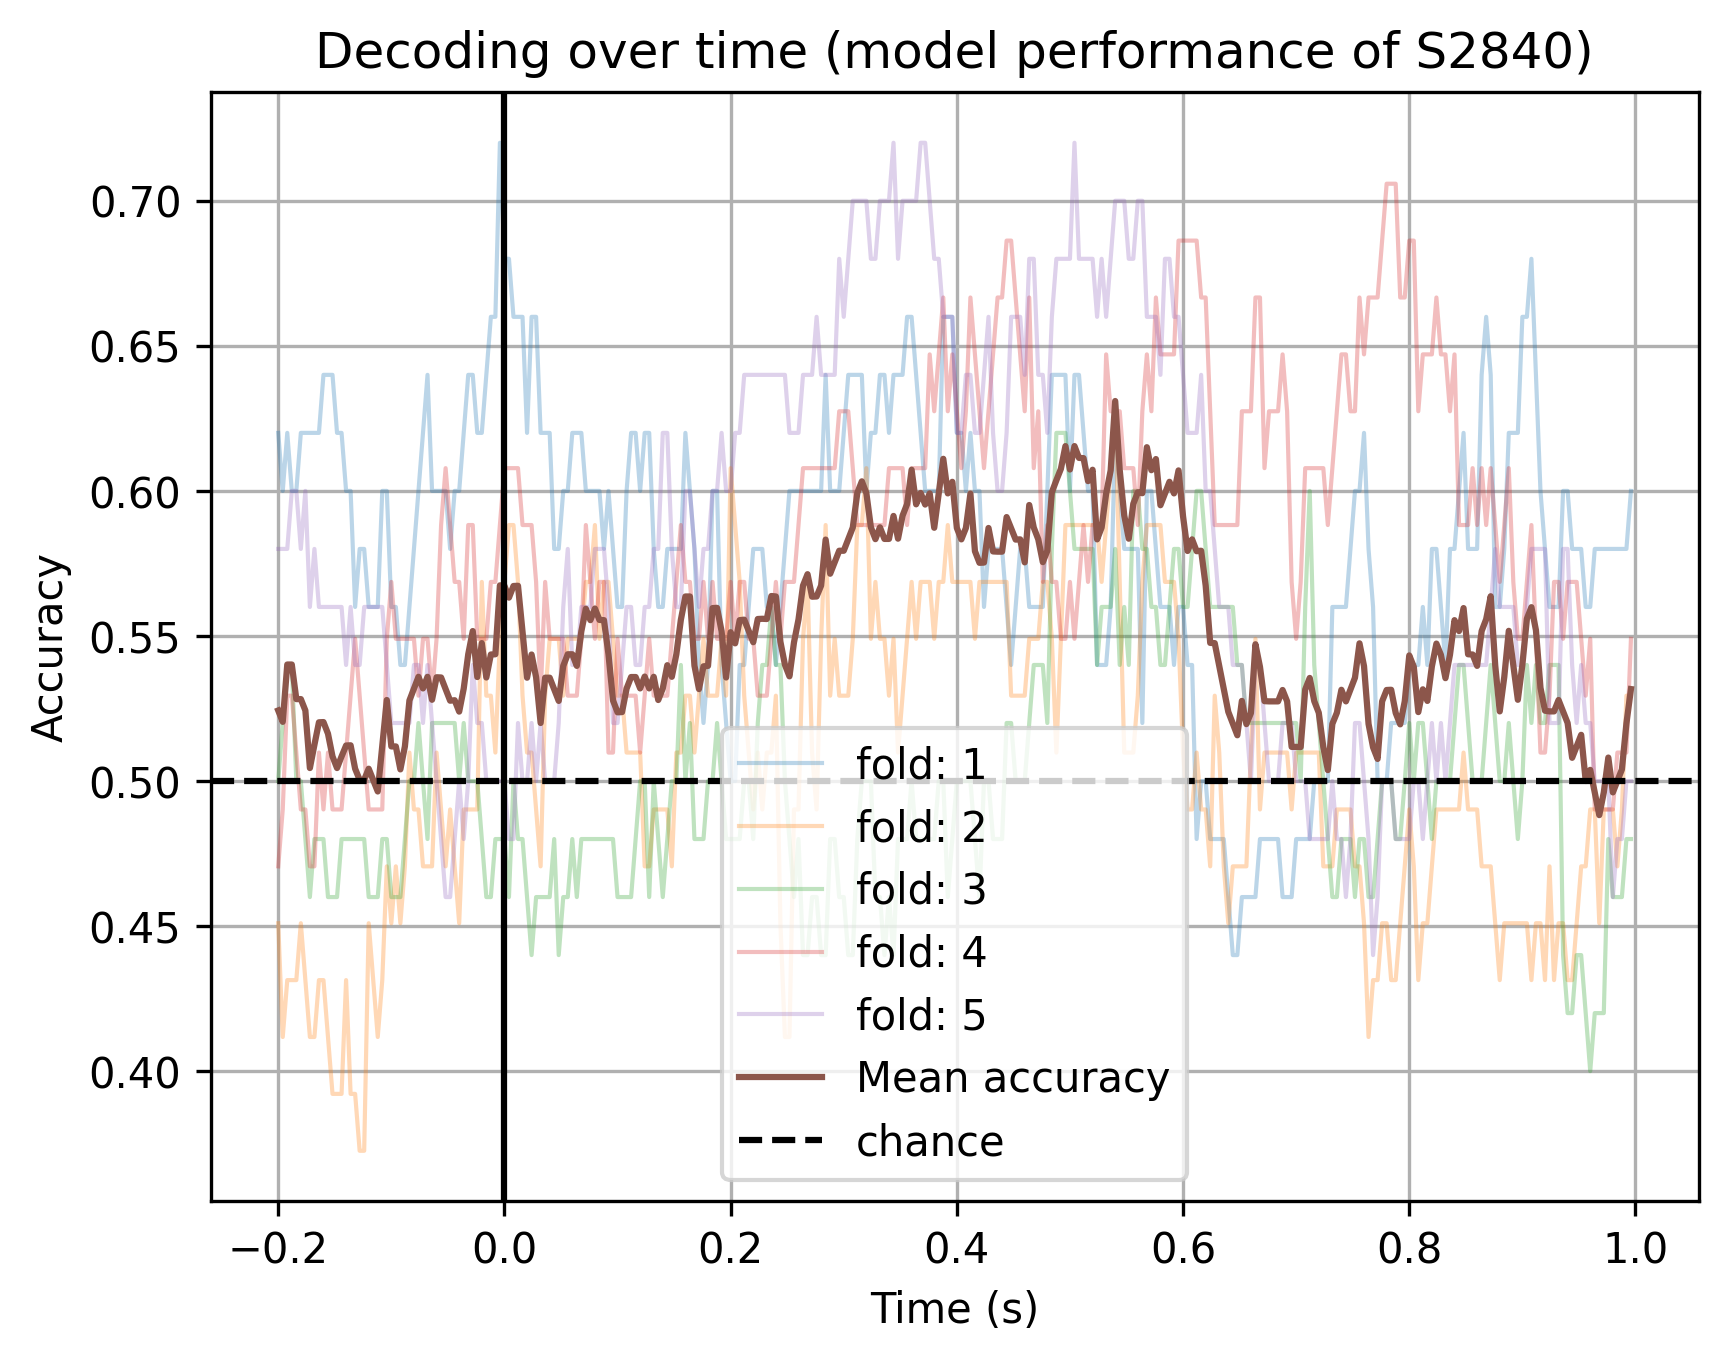 Decoding over time (model performance of S2840)
Accuracy
0.70
0.65
0.60
0.55
0.50
0.45
0.40
fold: 1
fold: 2
fold: 3
fold: 4
fold: 5
Mean accuracy
chance
−0.2 0.0 0.2 0.4 0.6 0.8 1.0
Time (s)